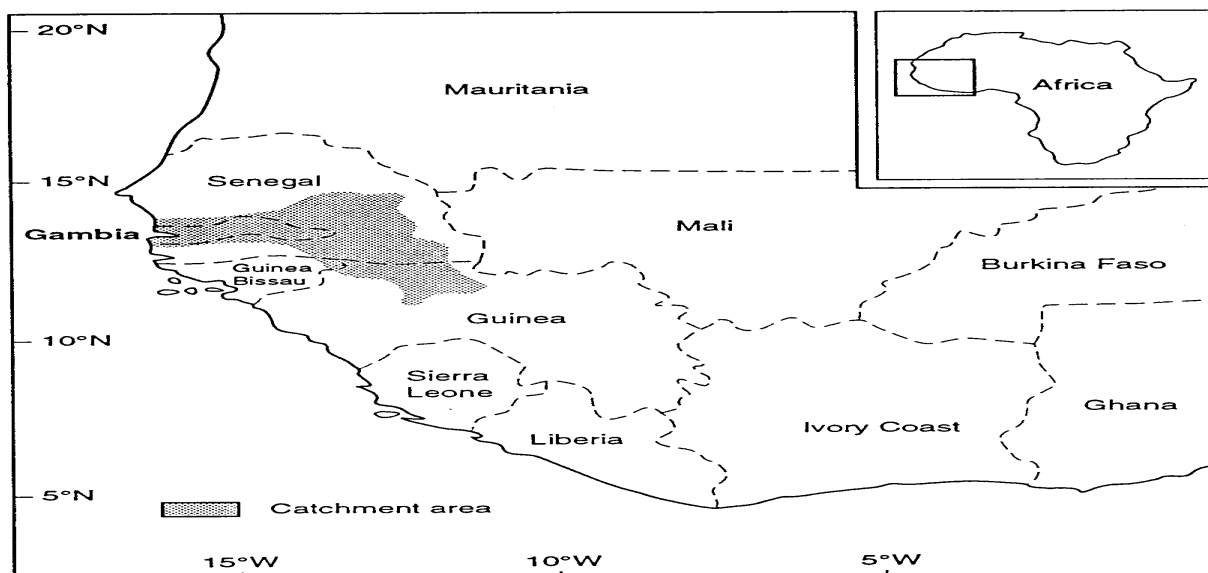 20°N
Mauritania
Africa
15°N
Senegal
Gambia
Mali
Guinea
Bissau
Burkina Faso
Guinea
10°N
Sierra
Leone
Ghana
Ivory Coast
Liberia
5°N
Catchment area
15°W
10°W
5°W